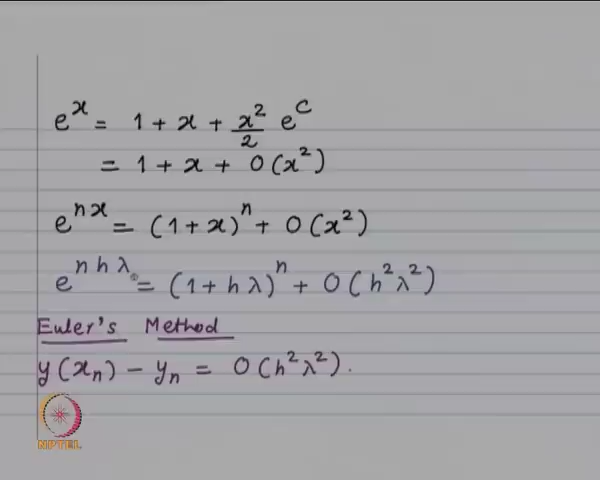 e^x = 1 + x + x^2/2 e^c
= 1 + x + O(x^2)
e^{nx} = (1+x)^n + O(x^2)
e^{nhλ} = (1+hλ)^n + O(h^2λ^2)
Euler's Method
y(x_n) - y_n = O(h^2λ^2).
NPTEL